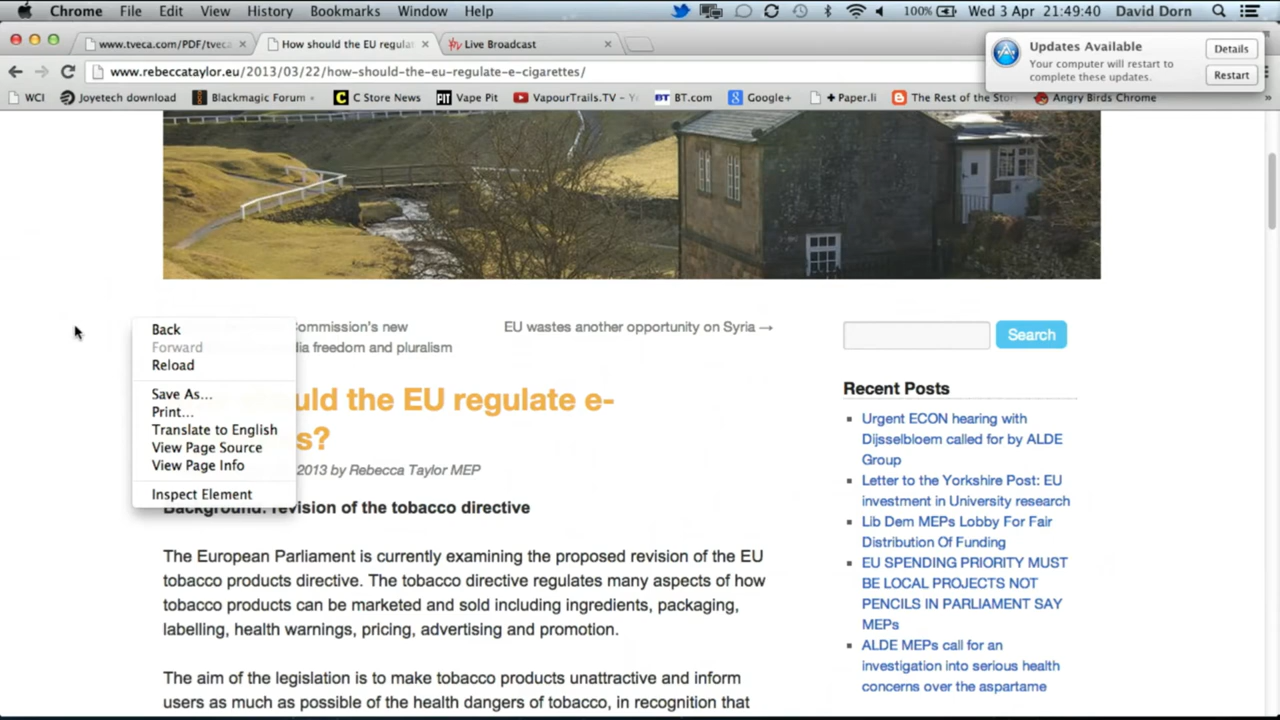 Chrome File Edit View History Bookmarks Window Help 100% Wed 3 Apr 21:49:40 David Dorn
www.tveca.com/PDF/tveca How should the EU regulat Live Broadcast
www.rebeccataylor.eu/2013/03/22/how-should-the-eu-regulate-e-cigarettes/
Updates Available
Your computer will restart to
complete these updates.
Details
Restart
WCI Joyetech download Blackmagic Forum C Store News PIT Vape Pit VapourTrails.TV – BT BT.com Google+ + Paper.li The Rest of the Stor Angry Birds Chrome »
ommission's new
ia freedom and pluralism
EU wastes another opportunity on Syria →
Back
Forward
Reload
Save As...
Print...
Translate to English
View Page Source
View Page Info
Inspect Element
uld the EU regulate e-
s?
2013 by Rebecca Taylor MEP
Background: revision of the tobacco directive
The European Parliament is currently examining the proposed revision of the EU
tobacco products directive. The tobacco directive regulates many aspects of how
tobacco products can be marketed and sold including ingredients, packaging,
labelling, health warnings, pricing, advertising and promotion.
The aim of the legislation is to make tobacco products unattractive and inform
users as much as possible of the health dangers of tobacco, in recognition that
Search
Recent Posts
Urgent ECON hearing with
Dijsselbloem called for by ALDE
Group
Letter to the Yorkshire Post: EU
investment in University research
Lib Dem MEPs Lobby For Fair
Distribution Of Funding
EU SPENDING PRIORITY MUST
BE LOCAL PROJECTS NOT
PENCILS IN PARLIAMENT SAY
MEPs
ALDE MEPs call for an
investigation into serious health
concerns over the aspartame